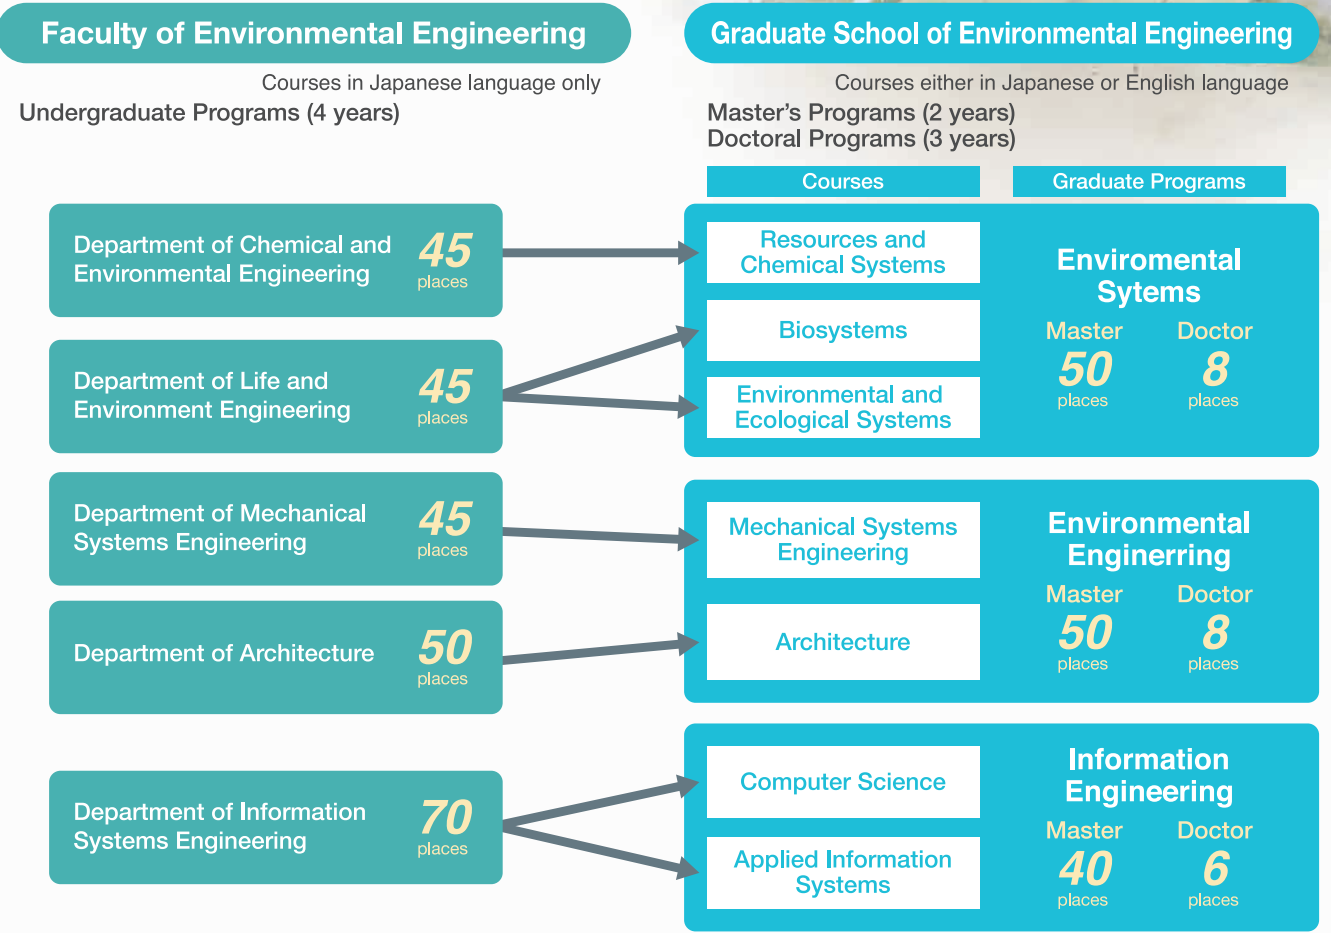 Faculty of Environmental Engineering
Courses in Japanese language only
Undergraduate Programs (4 years)
Department of Chemical and
Environmental Engineering
45
places
Department of Life and
Environment Engineering
45
places
Department of Mechanical
Systems Engineering
45
places
Department of Architecture
50
places
Department of Information
Systems Engineering
70
places
Graduate School of Environmental Engineering
Courses either in Japanese or English language
Master's Programs (2 years)
Doctoral Programs (3 years)
Courses
Graduate Programs
Resources and
Chemical Systems
Biosystems
Environmental and
Ecological Systems
Enviromental
Sytems
Master Doctor
50 8
places places
Mechanical Systems
Engineering
Architecture
Environmental
Enginerring
Master Doctor
50 8
places places
Computer Science
Applied Information
Systems
Information
Engineering
Master Doctor
40 6
places places